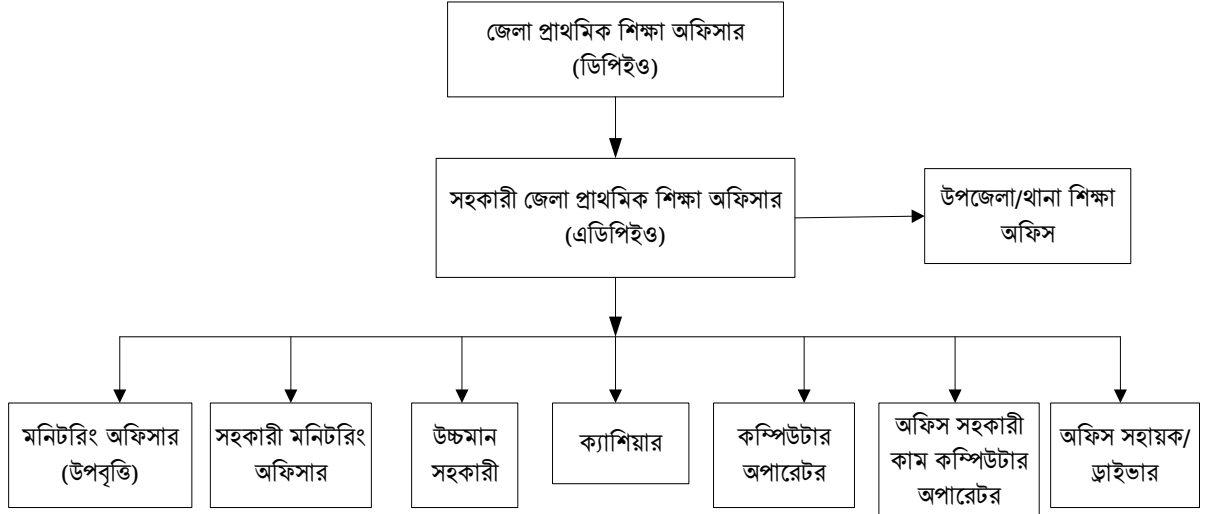 জেলা প্রাথমিক শিক্ষা অফিসার
(ডিপিইও)
সহকারী জেলা প্রাথমিক শিক্ষা অফিসার
(এডিপিইও)
উপজেলা/থানা শিক্ষা
অফিস
মনিটরিং অফিসার
(উপবৃত্তি)
সহকারী মনিটরিং
অফিসার
উচ্চমান
সহকারী
ক্যাশিয়ার
কম্পিউটার
অপারেটর
অফিস সহকারী
কাম কম্পিউটার
অপারেটর
অফিস সহায়ক/
ড্রাইভার